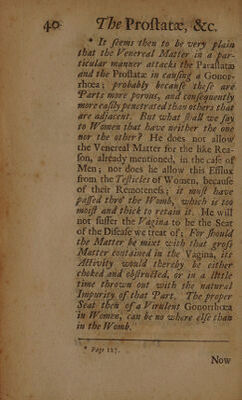 40 The Proſtatæ, &c.
* It ſeems then to be very plain
that the Venereal Matter in a par-
ticular manner attacks the Paraſtatæ
and the Proſtatæ in cauſing a Gonor-
rhœa; probably becauſe theſe are
Parts more porous, and conſequently
more eaſily penetrated than others that
are adjacent. But what ſhall we ſay
to Women that have neither the one
nor the other? He does not allow
the Venereal Matter for the like Rea-
ſon, already mentioned, in the caſe of
Men; nor does he allow this Efflux
from the Teſticles of Women, becauſe
of their Remoteneſs; it muſt have
paſſed thro' the Womb, which is too
moiſt and thick to retain it. He will
not ſuffer the Vagina to be the Seat
of the Diſeaſe we treat of; For ſhould
the Matter be mixt with that groſs
Matter contained in the Vagina, its
Activity would thereby be either
choked and obſtructed, or in a little
time thrown out with the natural
Impurity of that Part. The proper
Seat then of a Virulent Gonorrhœa
in Women, can be no where elſe than
in the Womb.
* Page 127.
Now